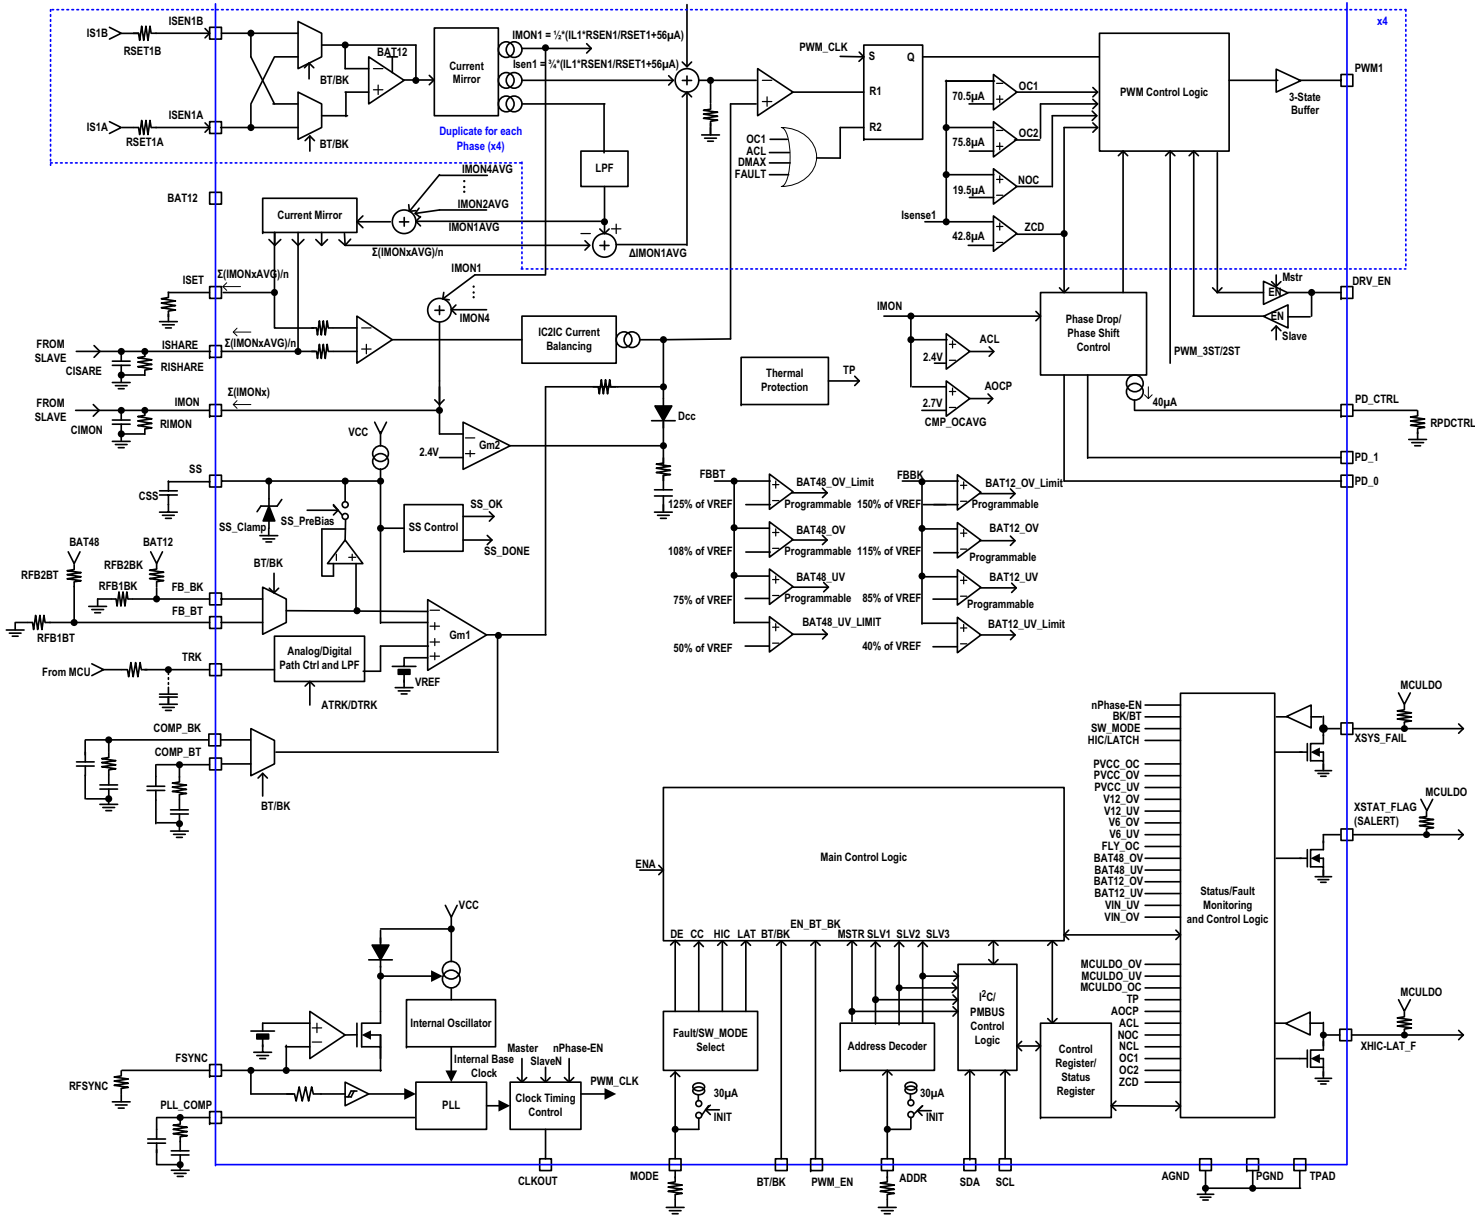 x4
IS1B
RSET1B
ISEN1B
IS1A
RSET1A
ISEN1A
BT/BK
BT/BK
BAT12
Current
Mirror
IMON1 = ½*(IL1*RSEN1/RSET1+56µA)
Isen1 = ¾*(IL1*RSEN1/RSET1+56µA)
Duplicate for each
Phase (x4)
LPF
PWM_CLK
S
Q
R1
R2
OC1
ACL
DMAX
FAULT
70.5µA
OC1
75.8µA
OC2
19.5µA
NOC
Isense1
42.8µA
ZCD
PWM Control Logic
3-State
Buffer
PWM1
BAT12
Current Mirror
IMON4AVG
IMON2AVG
IMON1AVG
Σ(IMONxAVG)/n
ΔIMON1AVG
Σ(IMONxAVG)/n
ISET
IMON1
IMON4
FROM
SLAVE
CISARE
RISHARE
ISHARE
Σ(IMONxAVG)/n
IC2IC Current
Balancing
FROM
SLAVE
CIMON
RIMON
IMON
Σ(IMONx)
Thermal
Protection
TP
IMON
2.4V
ACL
2.7V
AOCP
CMP_OCAVG
Phase Drop/
Phase Shift
Control
40µA
PWM_3ST/2ST
Mstr
EN
EN
Slave
DRV_EN
PD_CTRL
RPDCTRL
PD_1
PD_0
VCC
2.4V
Gm2
Dcc
SS
CSS
SS_Clamp
SS_PreBias
SS Control
SS_OK
SS_DONE
FBBT
125% of VREF
BAT48_OV_Limit
Programmable
108% of VREF
BAT48_OV
Programmable
75% of VREF
BAT48_UV
Programmable
50% of VREF
BAT48_UV_LIMIT
FBBK
150% of VREF
BAT12_OV_Limit
Programmable
115% of VREF
BAT12_OV
Programmable
85% of VREF
BAT12_UV
Programmable
40% of VREF
BAT12_UV_Limit
BAT48
BAT12
RFB2BT
RFB2BK
RFB1BK
FB_BK
FB_BT
RFB1BT
BT/BK
Gm1
VREF
From MCU
TRK
Analog/Digital
Path Ctrl and LPF
ATRK/DTRK
COMP_BK
COMP_BT
BT/BK
Main Control Logic
ENA
DE
CC
HIC
LAT
BT/BK
EN_BT_BK
MSTR
SLV1
SLV2
SLV3
nPhase-EN
BK/BT
SW_MODE
HIC/LATCH
PVCC_OC
PVCC_OV
PVCC_UV
V12_OV
V12_UV
V6_OV
V6_UV
FLY_OC
BAT48_OV
BAT48_UV
BAT12_OV
BAT12_UV
VIN_UV
VIN_OV
MCULDO_OV
MCULDO_UV
MCULDO_OC
TP
AOCP
ACL
NOC
NCL
OC1
OC2
ZCD
Status/Fault
Monitoring
and Control Logic
MCULDO
XSYS_FAIL
MCULDO
XSTAT_FLAG
(SALERT)
MCULDO
XHIC-LAT_F
VCC
Internal Oscillator
Internal Base
Clock
FSYNC
RFSYNC
PLL_COMP
PLL
Master
SlaveN
nPhase-EN
Clock Timing
Control
PWM_CLK
CLKOUT
Fault/SW_MODE
Select
30µA
INIT
MODE
Address Decoder
30µA
INIT
ADDR
I²C/
PMBUS
Control
Logic
Control
Register/
Status
Register
BT/BK
PWM_EN
SDA
SCL
AGND
PGND
TPAD